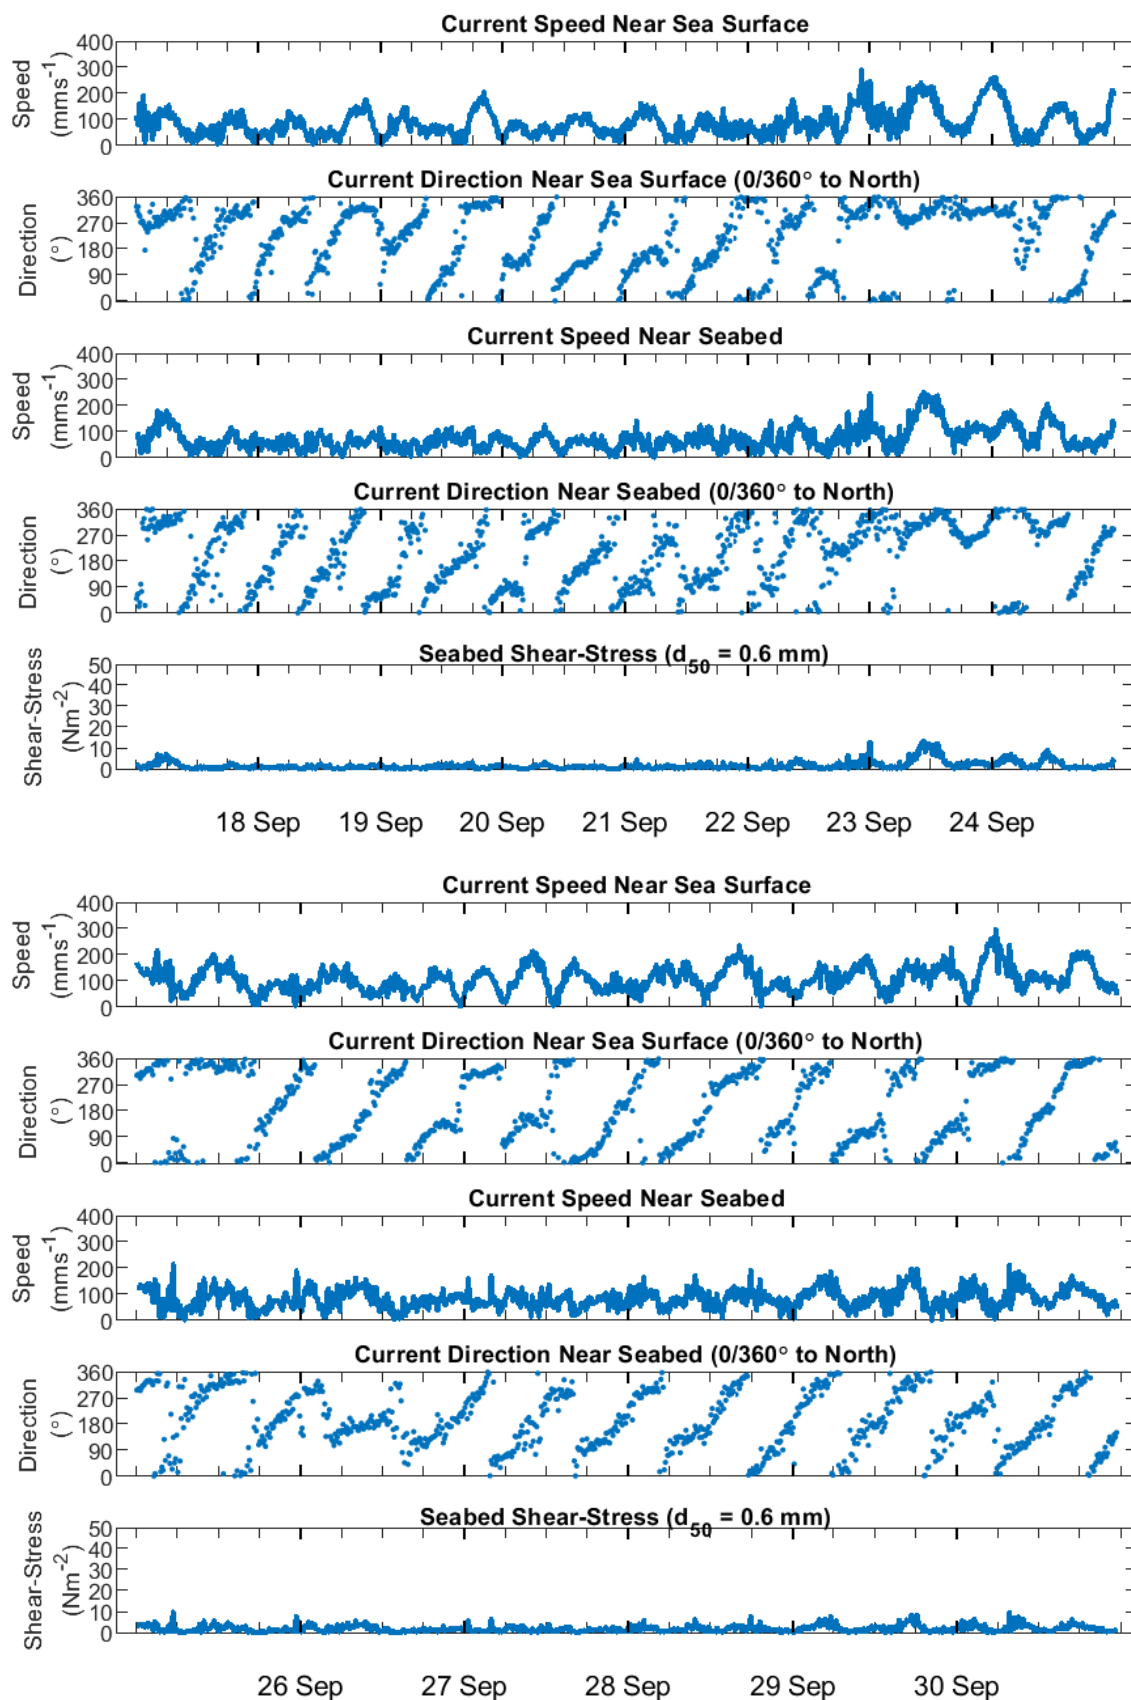 Current Speed Near Sea Surface
Speed
(mms⁻¹)
400
300
200
100
0
Current Direction Near Sea Surface (0/360° to North)
Direction
(°)
360
270
180
90
0
Current Speed Near Seabed
Speed
(mms⁻¹)
400
300
200
100
0
Current Direction Near Seabed (0/360° to North)
Direction
(°)
360
270
180
90
0
Seabed Shear-Stress (d₅₀ = 0.6 mm)
Shear-Stress
(Nm⁻²)
50
40
30
20
10
0
18 Sep 19 Sep 20 Sep 21 Sep 22 Sep 23 Sep 24 Sep
Current Speed Near Sea Surface
Speed
(mms⁻¹)
400
300
200
100
0
Current Direction Near Sea Surface (0/360° to North)
Direction
(°)
360
270
180
90
0
Current Speed Near Seabed
Speed
(mms⁻¹)
400
300
200
100
0
Current Direction Near Seabed (0/360° to North)
Direction
(°)
360
270
180
90
0
Seabed Shear-Stress (d₅₀ = 0.6 mm)
Shear-Stress
(Nm⁻²)
50
40
30
20
10
0
26 Sep 27 Sep 28 Sep 29 Sep 30 Sep